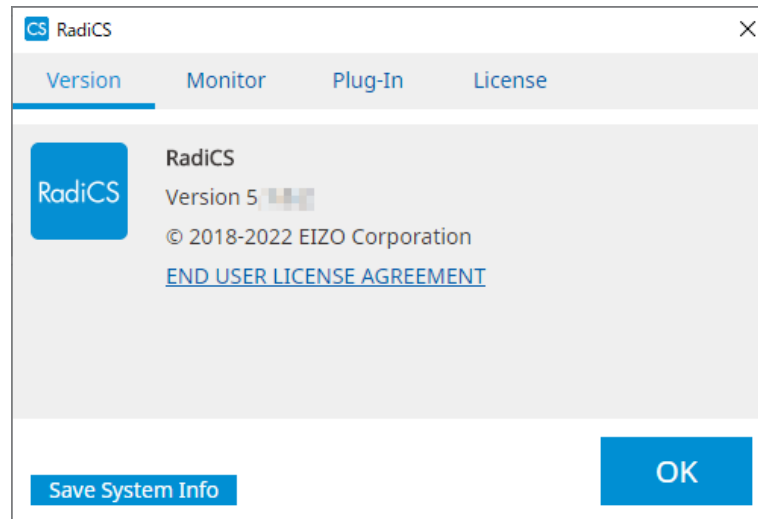 CS RadiCS
Version Monitor Plug-In License
RadiCS
RadiCS
Version 5
© 2018-2022 EIZO Corporation
END USER LICENSE AGREEMENT
OK
Save System Info